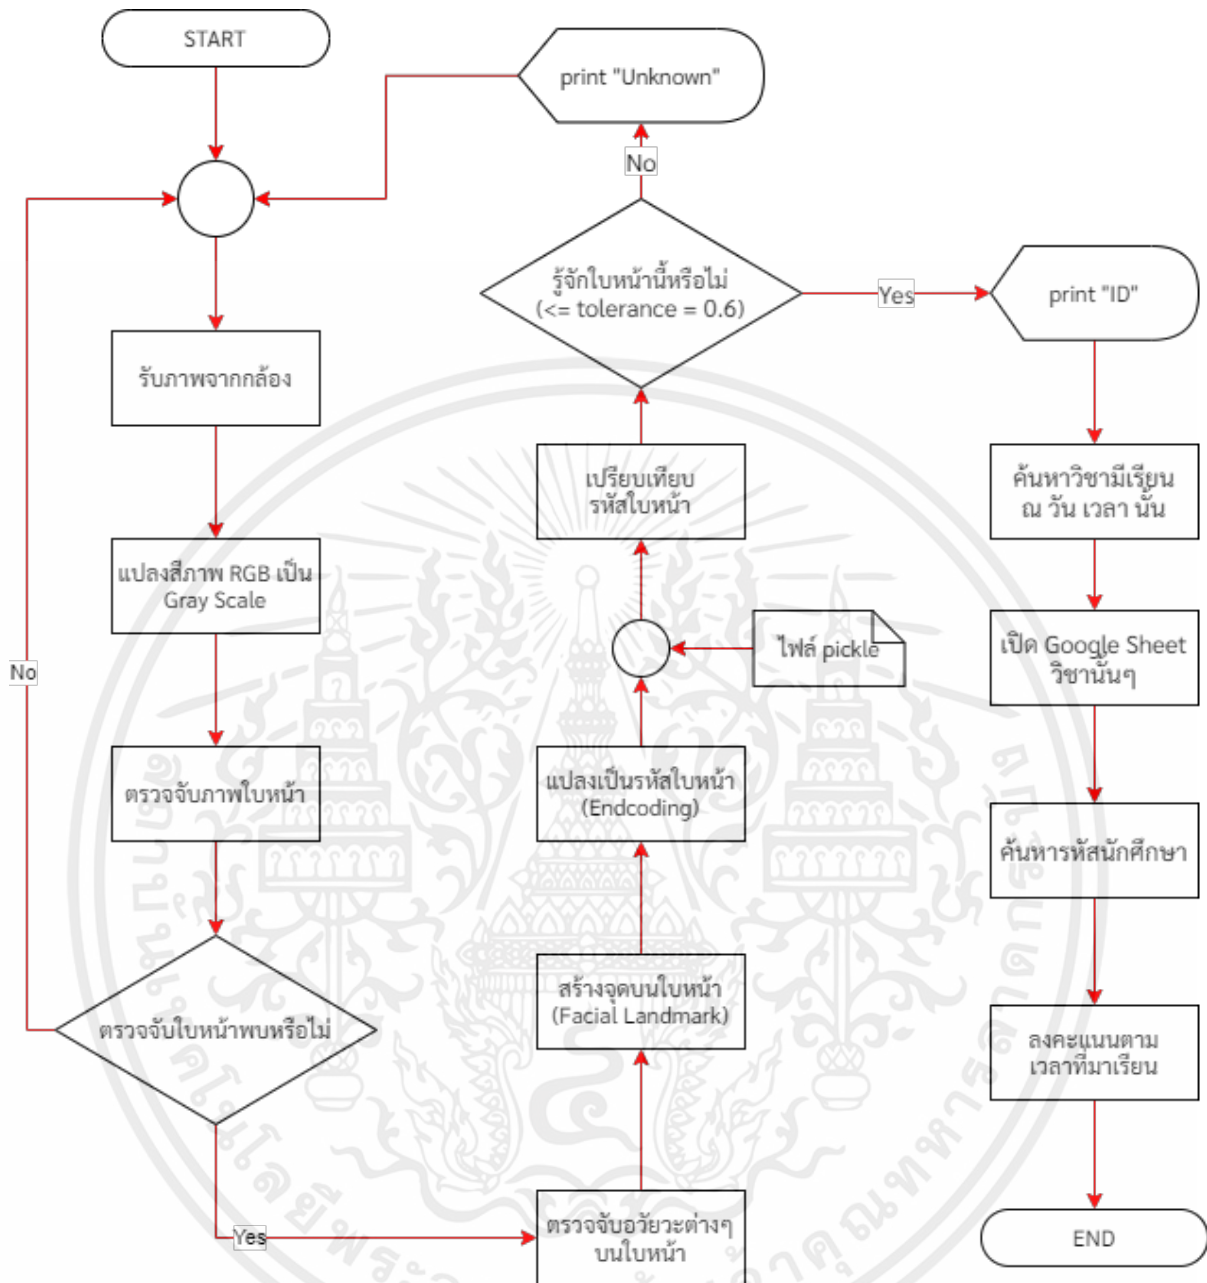 START
print "Unknown"
No
รู้จักใบหน้านี้หรือไม่
(<= tolerance = 0.6)
Yes
print "ID"
รับภาพจากกล้อง
เปรียบเทียบ
รหัสใบหน้า
ค้นหาวิชามีเรียน
ณ วัน เวลา นั้น
แปลงสีภาพ RGB เป็น
Gray Scale
ไฟล์ pickle
เปิด Google Sheet
วิชานั้นๆ
No
ตรวจจับภาพใบหน้า
แปลงเป็นรหัสใบหน้า
(Endcoding)
ค้นหารหัสนักศึกษา
ตรวจจับใบหน้าพบหรือไม่
สร้างจุดบนใบหน้า
(Facial Landmark)
ลงคะแนนตาม
เวลาที่มาเรียน
Yes
ตรวจจับอวัยวะต่างๆ
บนใบหน้า
END